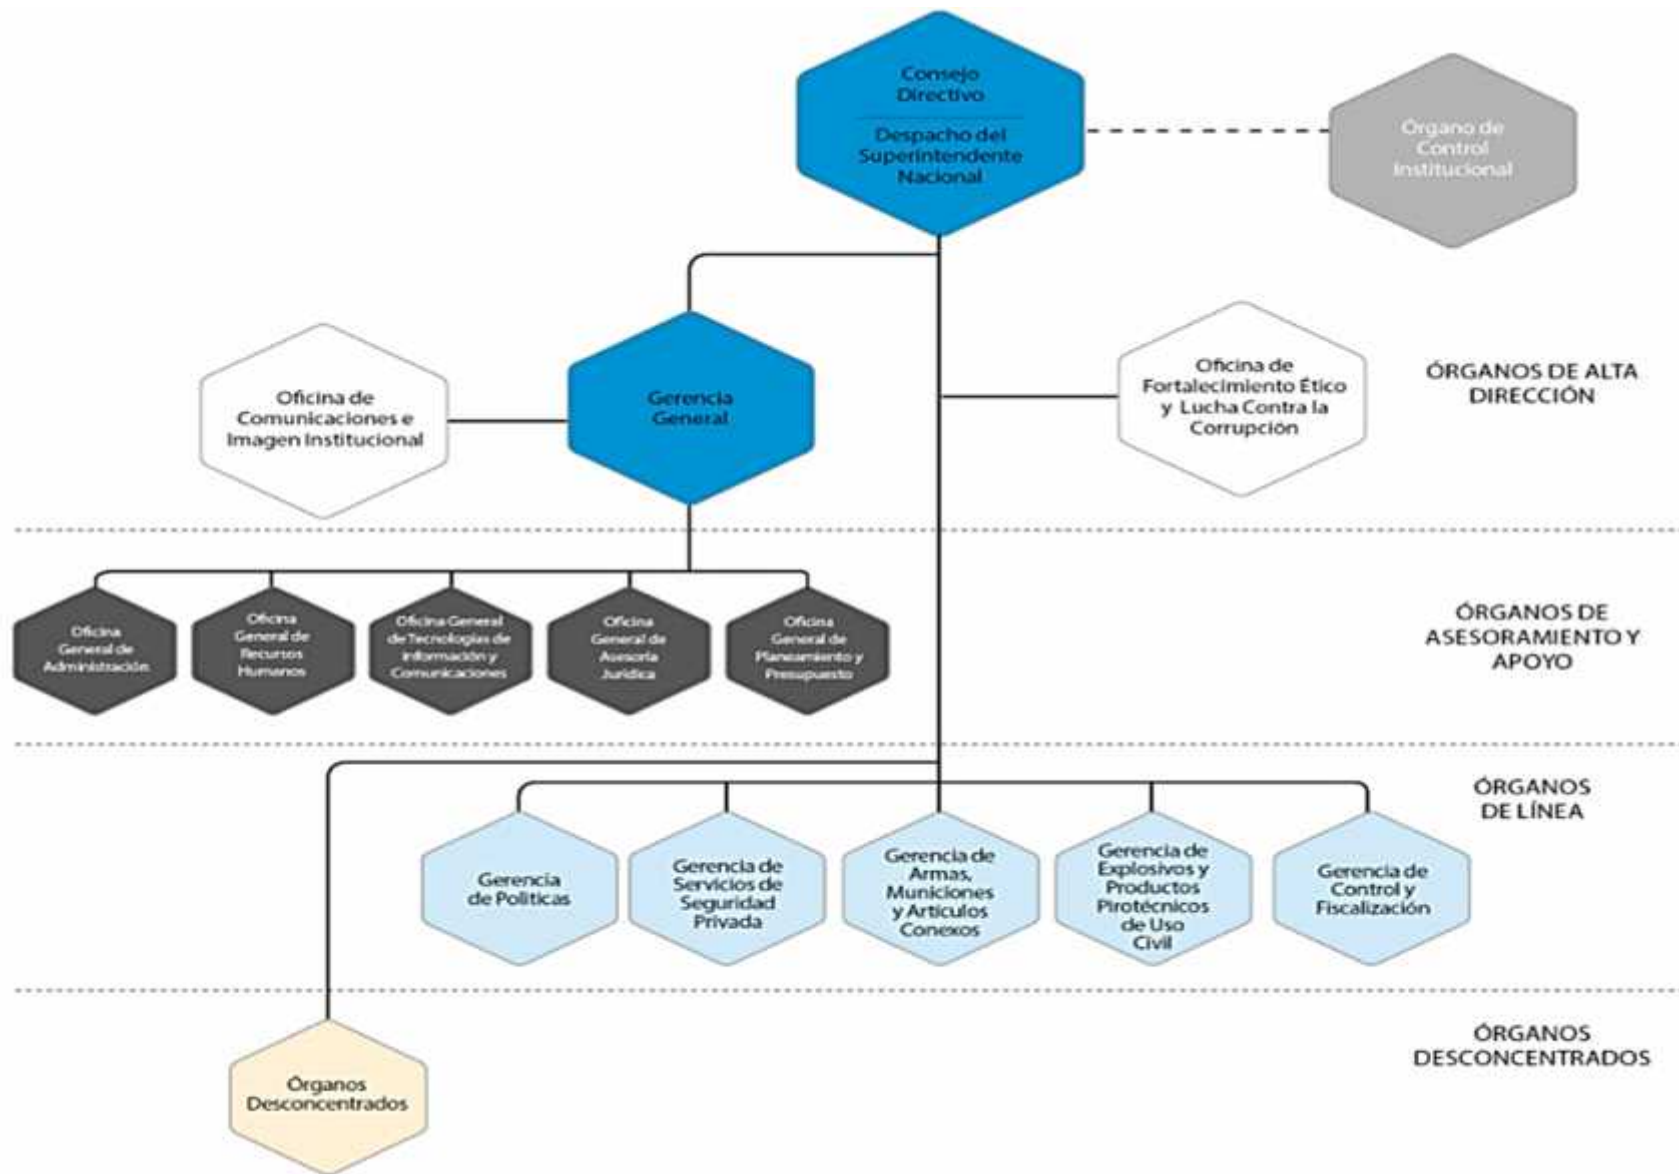 Consejo
Directivo
Despacho del
Superintendente
Nacional
Órgano de
Control
Institucional
Oficina de
Comunicaciones e
Imagen Institucional
Gerencia
General
Oficina de
Fortalecimiento Ético
y Lucha Contra la
Corrupción
ÓRGANOS DE ALTA
DIRECCIÓN
Oficina
General de
Administración
Oficina
General de
Recursos
Humanos
Oficina General
de Tecnologías de
Información y
Comunicaciones
Oficina
General de
Asesoría
Jurídica
Oficina
General de
Planeamiento y
Presupuesto
ÓRGANOS DE
ASESORAMIENTO Y
APOYO
ÓRGANOS
DE LÍNEA
Gerencia
de Políticas
Gerencia de
Servicios de
Seguridad
Privada
Gerencia de
Armas,
Municiones
y Artículos
Conexos
Gerencia de
Explosivos y
Productos
Pirotécnicos
de Uso
Civil
Gerencia de
Control y
Fiscalización
Órganos
Desconcentrados
ÓRGANOS
DESCONCENTRADOS